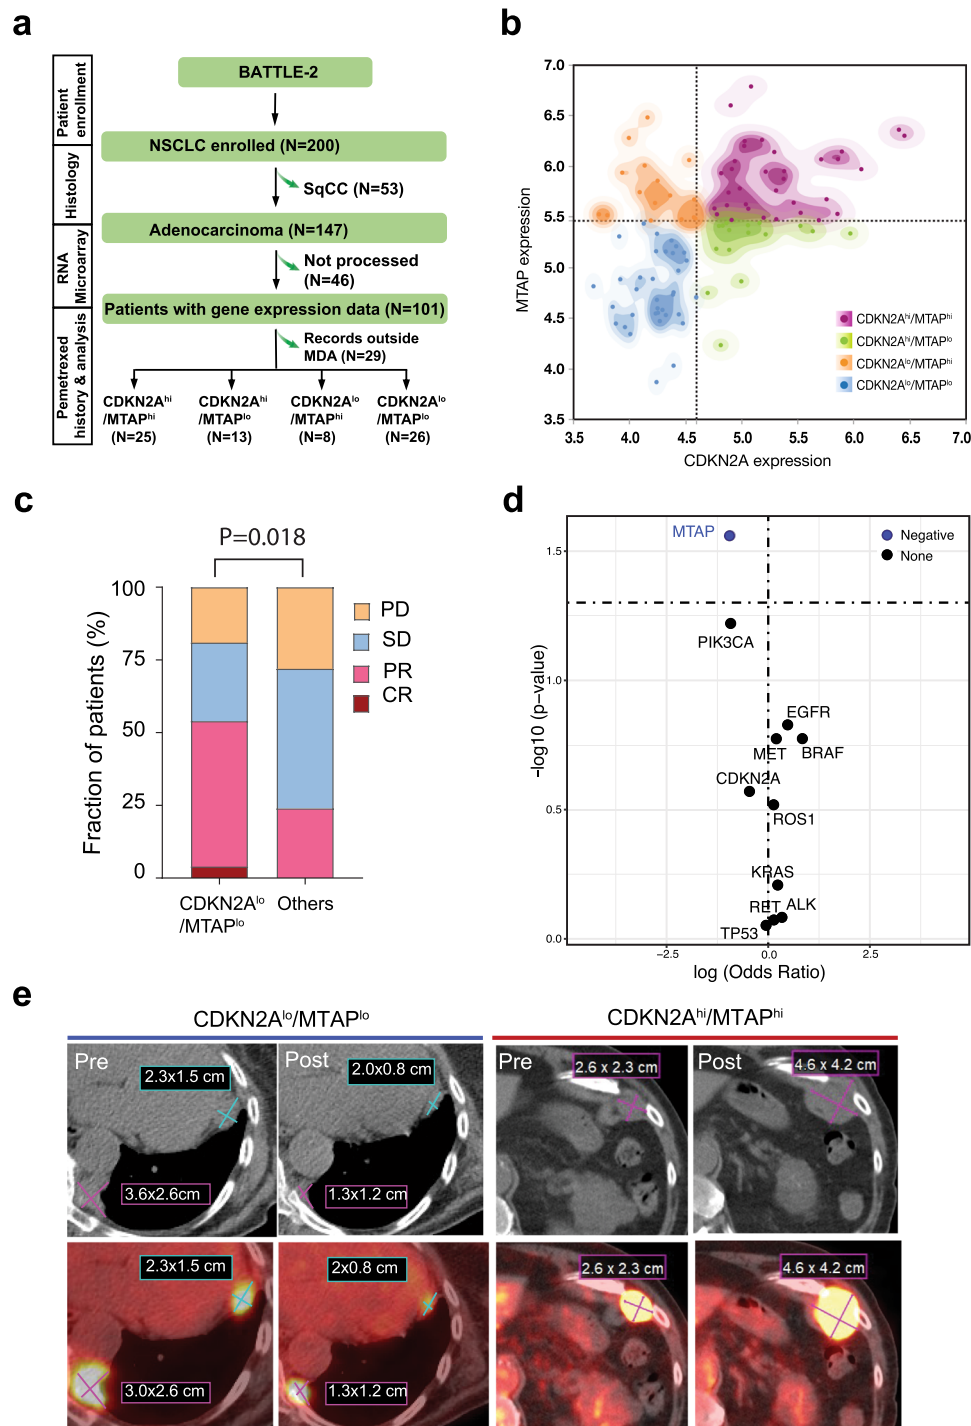 a
Patient
enrollment
Histology
RNA
Microarray
Pemetrexed
history & analysis
BATTLE-2
NSCLC enrolled (N=200)
SqCC (N=53)
Adenocarcinoma (N=147)
Not processed
(N=46)
Patients with gene expression data (N=101)
Records outside
MDA (N=29)
CDKN2Ahi
/MTAPhi
(N=25)
CDKN2Ahi
/MTAPlo
(N=13)
CDKN2Alo
/MTAPhi
(N=8)
CDKN2Alo
/MTAPlo
(N=26)
b
MTAP expression
7.0
6.5
6.0
5.5
5.0
4.5
4.0
3.5
3.5 4.0 4.5 5.0 5.5 6.0 6.5 7.0
CDKN2A expression
CDKN2Ahi/MTAPhi
CDKN2Ahi/MTAPlo
CDKN2Alo/MTAPhi
CDKN2Alo/MTAPlo
c
P=0.018
Fraction of patients (%)
100
75
50
25
0
PD
SD
PR
CR
CDKN2Alo
/MTAPlo
Others
d
-log10 (p-value)
1.5
1.0
0.5
0.0
MTAP
Negative
None
PIK3CA
EGFR
MET
BRAF
CDKN2A
ROS1
KRAS
RET
ALK
TP53
−2.5 0.0 2.5
log (Odds Ratio)
e
CDKN2Alo/MTAPlo
CDKN2Ahi/MTAPhi
Pre
2.3x1.5 cm
3.6x2.6cm
Post
2.0x0.8 cm
1.3x1.2 cm
Pre
2.6 x 2.3 cm
Post
4.6 x 4.2 cm
2.3x1.5 cm
3.0x2.6 cm
2x0.8 cm
1.3x1.2 cm
2.6 x 2.3 cm
4.6 x 4.2 cm